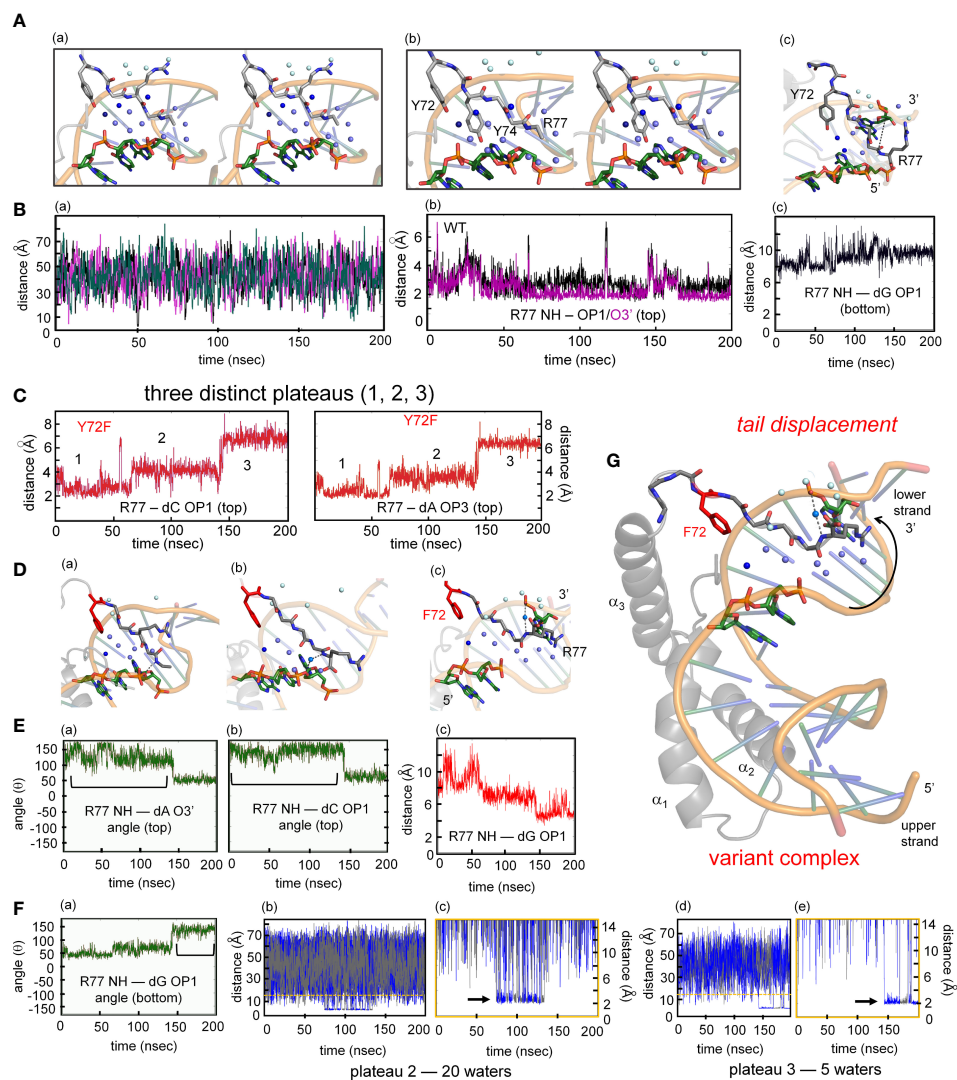 A
(a)
(b)
(c)
Y72
Y74
R77
Y72
3’
R77
5’
B
(a)
(b)
(c)
distance (Å)
70
50
30
10
0
0 50 100 150 200
time (nsec)
distance (Å)
6
4
2
0
WT
R77 NH – OP1/O3’ (top)
0 50 100 150 200
time (nsec)
distance (Å)
10
8
6
4
2
0
R77 NH — dG OP1
(bottom)
0 50 100 150 200
time (nsec)
C
three distinct plateaus (1, 2, 3)
distance (Å)
8
6
4
2
Y72F
1
2
3
R77 – dC OP1 (top)
0 50 100 150 200
time (nsec)
Y72F
1
2
3
R77 – dA OP3 (top)
8
6
4
2
distance (Å)
0 50 100 150 200
time (nsec)
D
(a)
(b)
(c)
F72
3’
R77
5’
E
(a)
(b)
(c)
angle (θ)
150
100
50
0
-50
-100
-150
R77 NH — dA O3’
angle (top)
0 50 100 150 200
time (nsec)
R77 NH — dC OP1
angle (top)
0 50 100 150 200
time (nsec)
distance (Å)
10
8
6
4
2
0
R77 NH — dG OP1
0 50 100 150 200
time (nsec)
F
(a)
(b)
(c)
(d)
(e)
angle (θ)
150
100
50
0
-50
-100
-150
R77 NH — dG OP1
angle (bottom)
0 50 100 150 200
time (nsec)
distance (Å)
70
50
30
10
0
0 50 100 150 200
time (nsec)
14
12
10
8
6
4
2
0
distance (Å)
0 50 100 150 200
time (nsec)
plateau 2 — 20 waters
distance (Å)
70
50
30
10
0
0 50 100 150
time (nsec)
14
12
10
8
6
4
2
0
distance (Å)
0 50 100 150 200
time (nsec)
plateau 3 — 5 waters
G
tail displacement
F72
lower
strand
3’
α3
α2
α1
5’
upper
strand
variant complex